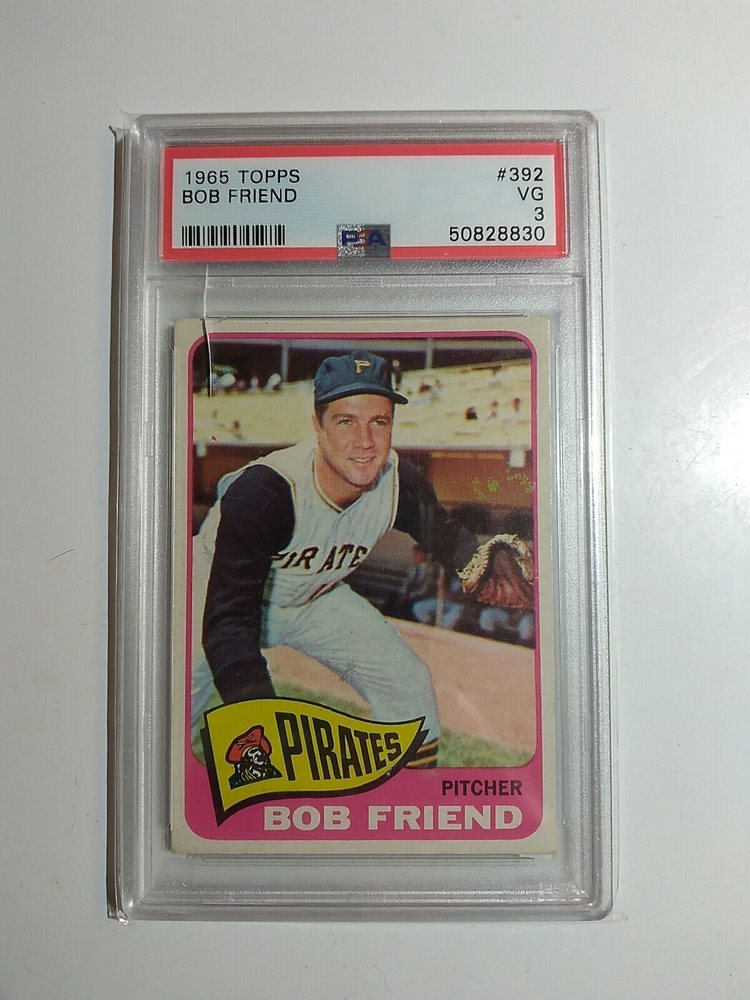 1965 TOPPS #392
BOB FRIEND VG
3
50828830
PSA
P
PIRATES
PIRATES
PITCHER
BOB FRIEND